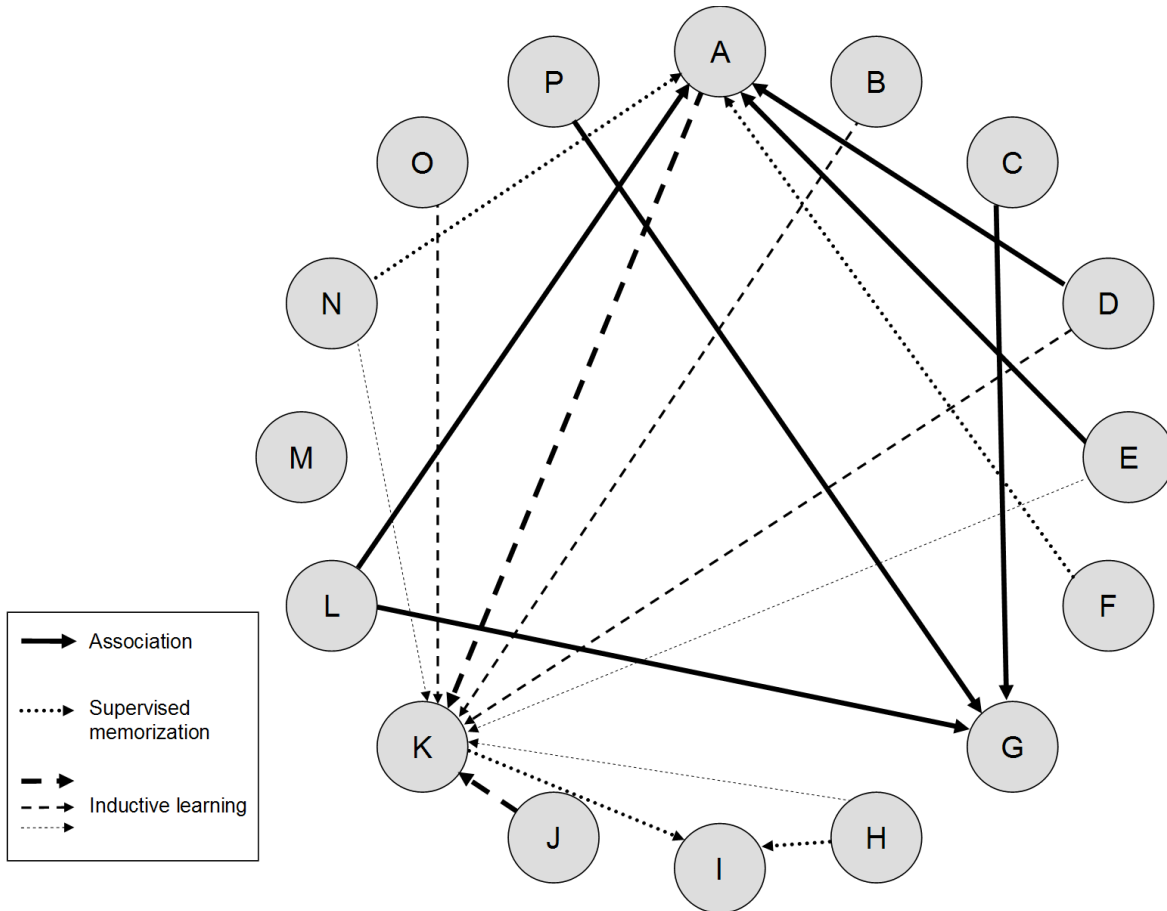 A
P
B
O
C
N
D
M
E
L
F
K
G
J
H
I
Association
Supervised
memorization
Inductive learning